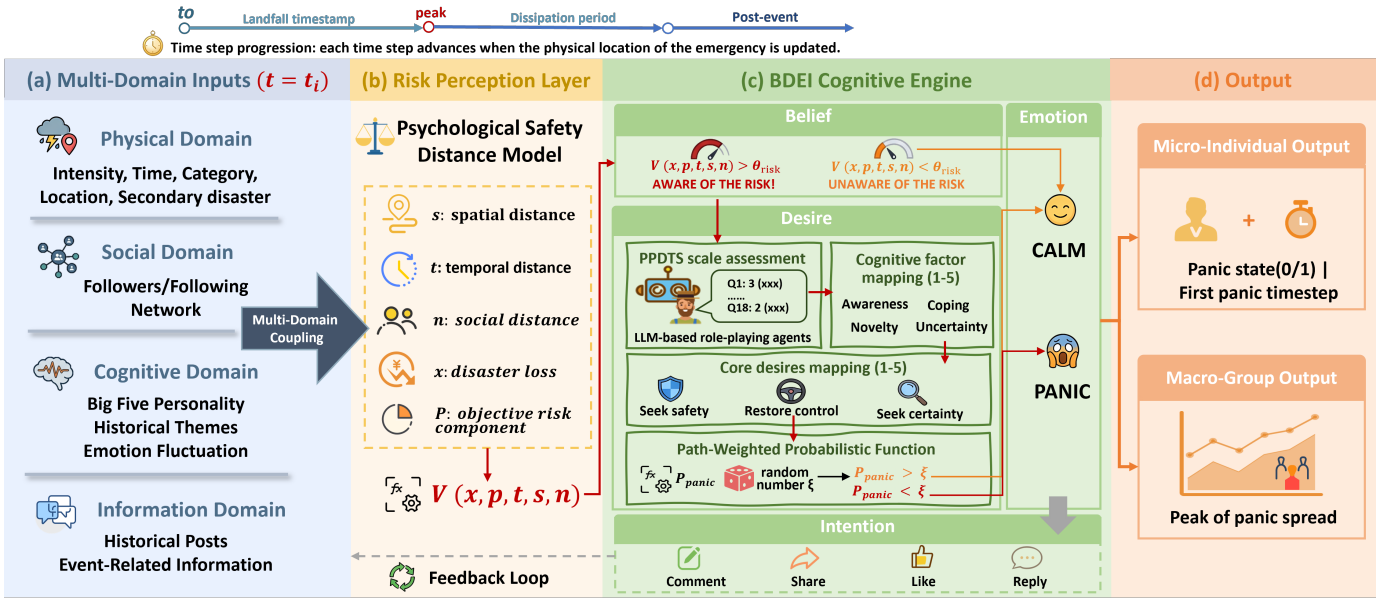 to
Landfall timestamp
peak
Dissipation period
Post-event
Time step progression: each time step advances when the physical location of the emergency is updated.
(a) Multi-Domain Inputs (t = tᵢ)
Physical Domain
Intensity, Time, Category,
Location, Secondary disaster
Social Domain
Followers/Following
Network
Cognitive Domain
Big Five Personality
Historical Themes
Emotion Fluctuation
Information Domain
Historical Posts
Event-Related Information
Multi-Domain
Coupling
(b) Risk Perception Layer
Psychological Safety
Distance Model
s: spatial distance
t: temporal distance
n: social distance
¥
x: disaster loss
P: objective risk
component
fx
V (x, p, t, s, n)
Feedback Loop
(c) BDEI Cognitive Engine
Belief
V (x, p, t, s, n) > θrisk
AWARE OF THE RISK!
V (x, p, t, s, n) < θrisk
UNAWARE OF THE RISK
Desire
PPDTS scale assessment
Q1: 3 (xxx)
......
Q18: 2 (xxx)
LLM-based role-playing agents
Cognitive factor
mapping (1-5)
Awareness
Coping
Novelty
Uncertainty
Core desires mapping (1-5)
Seek safety
Restore control
Seek certainty
Path-Weighted Probabilistic Function
fx
Ppanic
random
number ξ
Ppanic > ξ
Ppanic < ξ
Emotion
CALM
PANIC
Intention
Comment
Share
Like
Reply
(d) Output
Micro-Individual Output
+
Panic state(0/1) |
First panic timestep
Macro-Group Output
Peak of panic spread